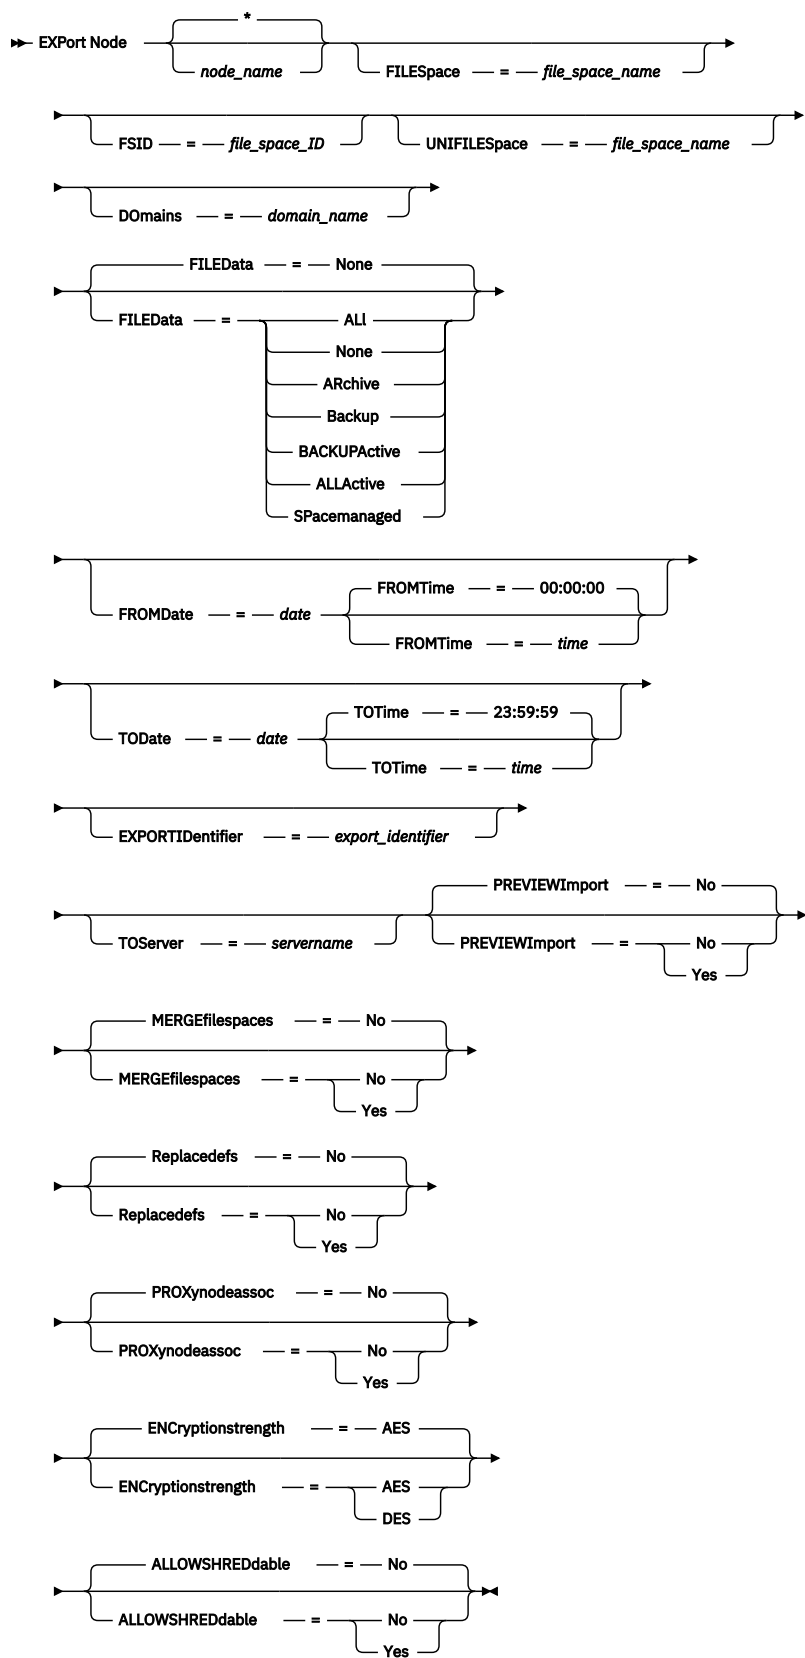 *
EXPort Node
node_name
FILESpace = file_space_name
FSID = file_space_ID
UNIFILESpace = file_space_name
DOmains = domain_name
FILEData = None
FILEData = ALl
None
ARchive
Backup
BACKUPActive
ALLActive
SPacemanaged
FROMTime = 00:00:00
FROMDate = date
FROMTime = time
TOTime = 23:59:59
TODate = date
TOTime = time
EXPORTIDentifier = export_identifier
PREVIEWImport = No
TOServer = servername
PREVIEWImport = No
Yes
MERGEfilespaces = No
MERGEfilespaces = No
Yes
Replacedefs = No
Replacedefs = No
Yes
PROXynodeassoc = No
PROXynodeassoc = No
Yes
ENCryptionstrength = AES
ENCryptionstrength = AES
DES
ALLOWSHREDdable = No
ALLOWSHREDdable = No
Yes